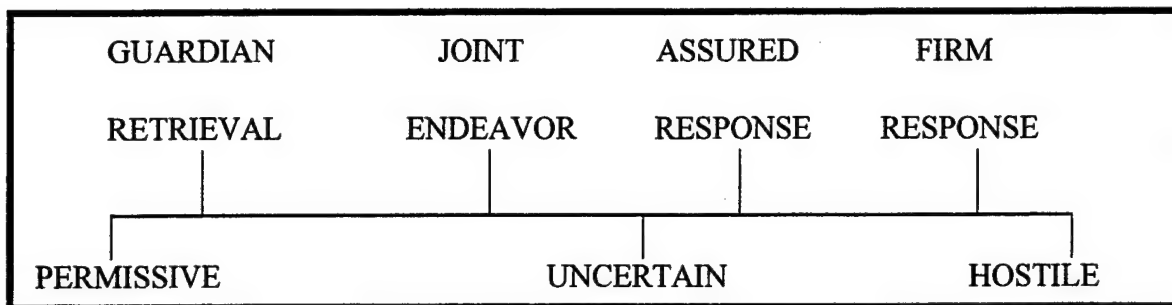 GUARDIAN JOINT ASSURED FIRM
RETRIEVAL ENDEAVOR RESPONSE RESPONSE
PERMISSIVE UNCERTAIN HOSTILE